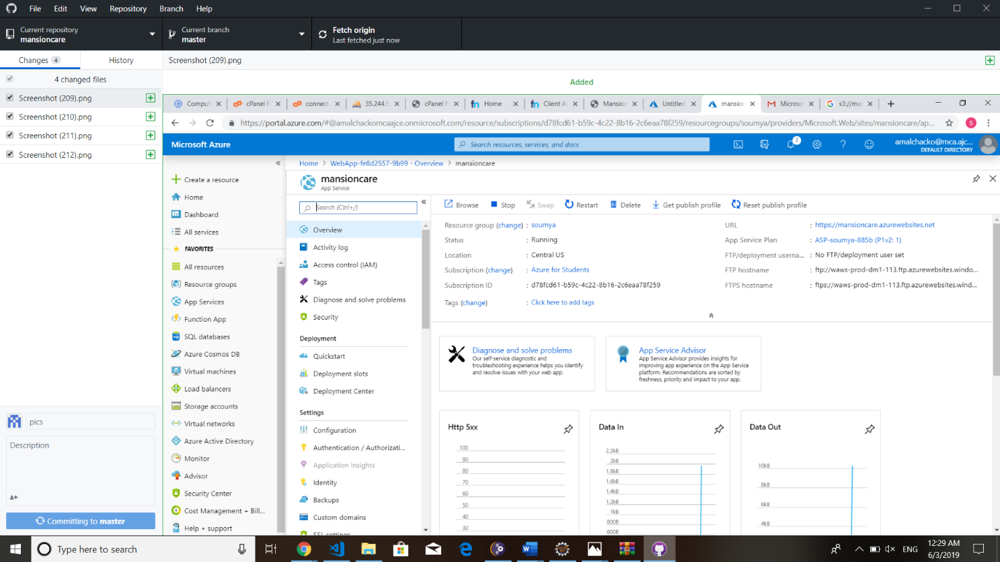 File Edit View Repository Branch Help
Current repository
mansioncare
Current branch
master
Fetch origin
Last fetched just now
Changes 4
History
Screenshot (209).png
4 changed files
Added
Screenshot (209).png
Screenshot (210).png
Screenshot (211).png
Screenshot (212).png
Comput cPanel F connect: 35.244.5 cPanel F Home Client A Mansion Untitled mansion Microso s3://mar
https://portal.azure.com/#@amalchackomcaajce.onmicrosoft.com/resource/subscriptions/d78fcd61-b59c-4c22-8b16-2c6eaa78f259/resourcegroups/soumya/providers/Microsoft.Web/sites/mansioncare/ap...
S
Microsoft Azure
Search resources, services, and docs
3
amalchacko@mca.ajc...
DEFAULT DIRECTORY
Home > WebApp-fe8d2557-9b99 - Overview > mansioncare
Create a resource
Home
Dashboard
All services
FAVORITES
All resources
Resource groups
App Services
Function App
SQL databases
Azure Cosmos DB
Virtual machines
Load balancers
Storage accounts
Virtual networks
Azure Active Directory
Monitor
Advisor
Security Center
Cost Management + Bill...
Help + support
mansioncare
App Service
Search (Ctrl+/)
Overview
Activity log
Access control (IAM)
Tags
Diagnose and solve problems
Security
Deployment
Quickstart
Deployment slots
Deployment Center
Settings
Configuration
Authentication / Authorizati...
Application Insights
Identity
Backups
Custom domains
SSL settings
Browse Stop Swap Restart Delete Get publish profile Reset publish profile
Resource group (change) : soumya
Status : Running
Location : Central US
Subscription (change) : Azure for Students
Subscription ID : d78fcd61-b59c-4c22-8b16-2c6eaa78f259
Tags (change) : Click here to add tags
URL : https://mansioncare.azurewebsites.net
App Service Plan : ASP-soumya-885b (P1v2: 1)
FTP/deployment userna... : No FTP/deployment user set
FTP hostname : ftp://waws-prod-dm1-113.ftp.azurewebsites.windo...
FTPS hostname : ftps://waws-prod-dm1-113.ftp.azurewebsites.wind...
Diagnose and solve problems
Our self-service diagnostic and
troubleshooting experience helps you identify
and resolve issues with your web app.
App Service Advisor
App Service Advisor provides insights for
improving app experience on the App Service
platform. Recommendations are sorted by
freshness, priority and impact to your app.
Http 5xx
100
90
80
70
60
50
40
30
Data In
2.2kB
2kB
1.8kB
1.6kB
1.4kB
1.2kB
1kB
800B
600B
Data Out
10kB
8kB
6kB
4kB
pics
Description
Committing to master
Type here to search
ENG
12:29 AM
6/3/2019